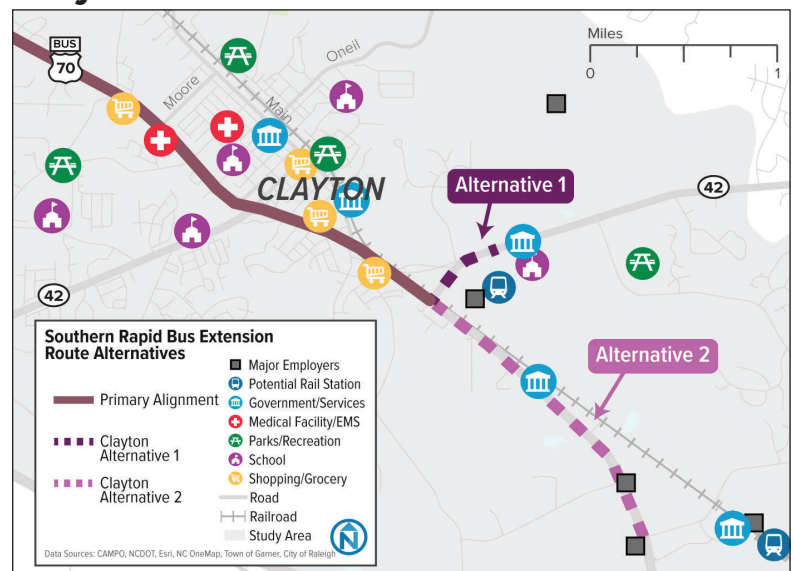 BUS
70
Moore
Main
Oneil
Miles
0 1
CLAYTON
Alternative 1
42
42
Alternative 2
Southern Rapid Bus Extension
Route Alternatives
Primary Alignment
Clayton
Alternative 1
Clayton
Alternative 2
Major Employers
Potential Rail Station
Government/Services
Medical Facility/EMS
Parks/Recreation
School
Shopping/Grocery
Road
Railroad
Study Area
N
Data Sources: CAMPO, NCDOT, Esri, NC OneMap, Town of Garner, City of Raleigh